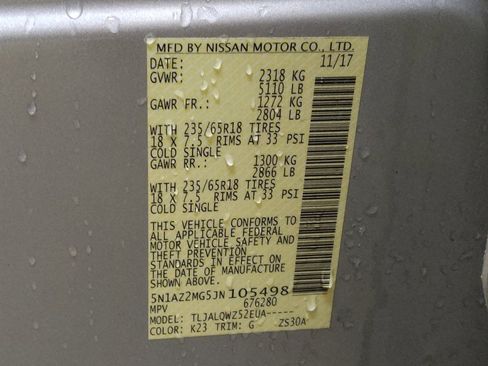 MFD BY NISSAN MOTOR CO., LTD.
DATE: 11/17
GVWR: 2318 KG
5110 LB
GAWR FR.: 1272 KG
2804 LB
WITH 235/65R18 TIRES
18 X 7.5 RIMS AT 33 PSI
COLD SINGLE
GAWR RR.: 1300 KG
2866 LB
WITH 235/65R18 TIRES
18 X 7.5 RIMS AT 33 PSI
COLD SINGLE
THIS VEHICLE CONFORMS TO
ALL APPLICABLE FEDERAL
MOTOR VEHICLE SAFETY AND
THEFT PREVENTION
STANDARDS IN EFFECT ON
THE DATE OF MANUFACTURE
SHOWN ABOVE.
5N1AZ2MG5JN105498
MPV 676280
MODEL: TLJALQWZ52EUA-----
COLOR: K23 TRIM: G ZS30A